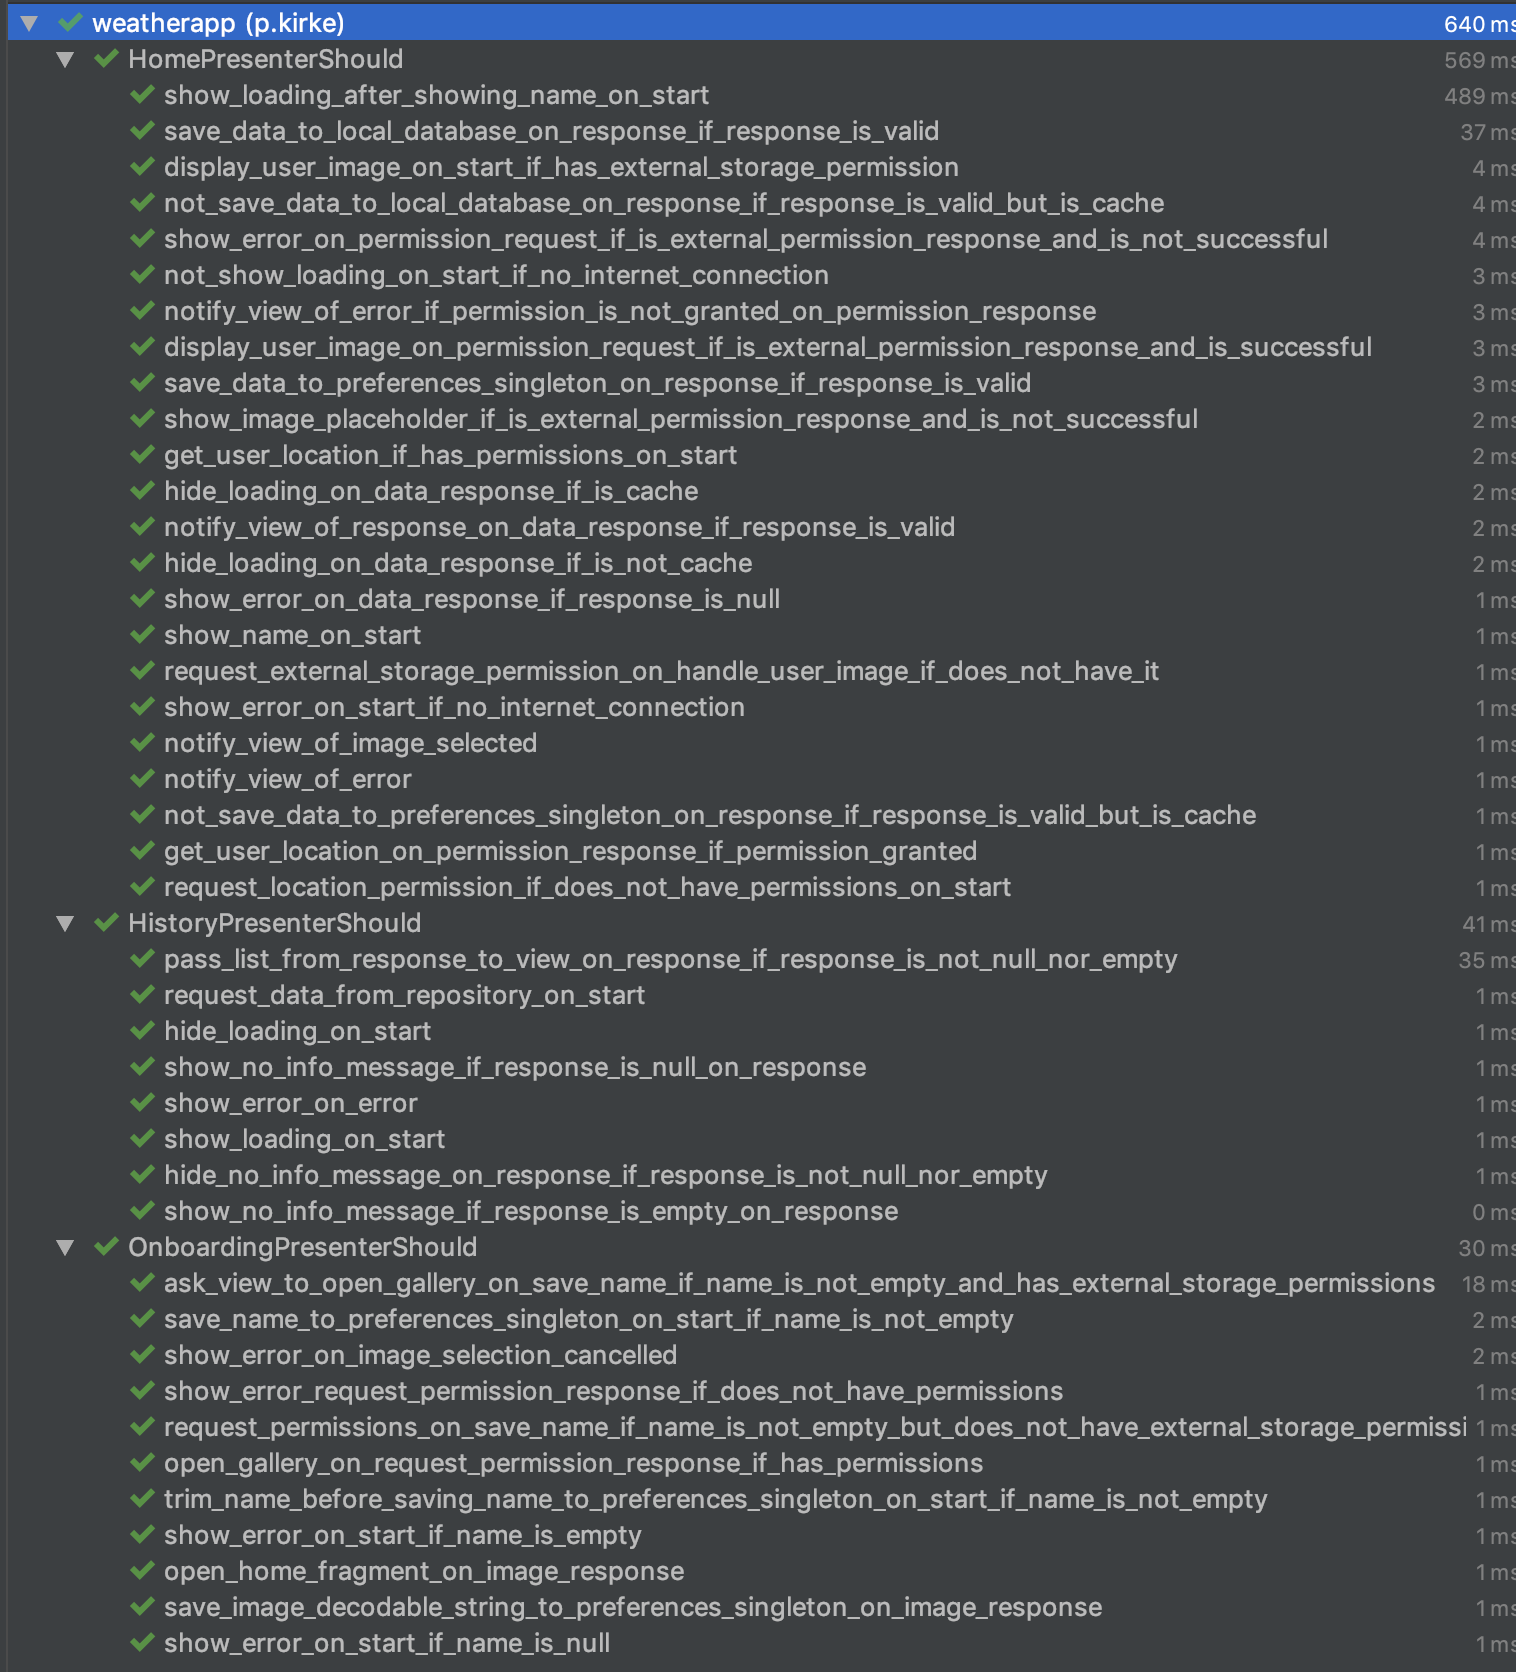 weatherapp (p.kirke) 640 ms
HomePresenterShould 569 ms
show_loading_after_showing_name_on_start 489 ms
save_data_to_local_database_on_response_if_response_is_valid 37 ms
display_user_image_on_start_if_has_external_storage_permission 4 ms
not_save_data_to_local_database_on_response_if_response_is_valid_but_is_cache 4 ms
show_error_on_permission_request_if_is_external_permission_response_and_is_not_successful 4 ms
not_show_loading_on_start_if_no_internet_connection 3 ms
notify_view_of_error_if_permission_is_not_granted_on_permission_response 3 ms
display_user_image_on_permission_request_if_is_external_permission_response_and_is_successful 3 ms
save_data_to_preferences_singleton_on_response_if_response_is_valid 3 ms
show_image_placeholder_if_is_external_permission_response_and_is_not_successful 2 ms
get_user_location_if_has_permissions_on_start 2 ms
hide_loading_on_data_response_if_is_cache 2 ms
notify_view_of_response_on_data_response_if_response_is_valid 2 ms
hide_loading_on_data_response_if_is_not_cache 2 ms
show_error_on_data_response_if_response_is_null 1 ms
show_name_on_start 1 ms
request_external_storage_permission_on_handle_user_image_if_does_not_have_it 1 ms
show_error_on_start_if_no_internet_connection 1 ms
notify_view_of_image_selected 1 ms
notify_view_of_error 1 ms
not_save_data_to_preferences_singleton_on_response_if_response_is_valid_but_is_cache 1 ms
get_user_location_on_permission_response_if_permission_granted 1 ms
request_location_permission_if_does_not_have_permissions_on_start 1 ms
HistoryPresenterShould 41 ms
pass_list_from_response_to_view_on_response_if_response_is_not_null_nor_empty 35 ms
request_data_from_repository_on_start 1 ms
hide_loading_on_start 1 ms
show_no_info_message_if_response_is_null_on_response 1 ms
show_error_on_error 1 ms
show_loading_on_start 1 ms
hide_no_info_message_on_response_if_response_is_not_null_nor_empty 1 ms
show_no_info_message_if_response_is_empty_on_response 0 ms
OnboardingPresenterShould 30 ms
ask_view_to_open_gallery_on_save_name_if_name_is_not_empty_and_has_external_storage_permissions 18 ms
save_name_to_preferences_singleton_on_start_if_name_is_not_empty 2 ms
show_error_on_image_selection_cancelled 2 ms
show_error_request_permission_response_if_does_not_have_permissions 1 ms
request_permissions_on_save_name_if_name_is_not_empty_but_does_not_have_external_storage_permissi 1 ms
open_gallery_on_request_permission_response_if_has_permissions 1 ms
trim_name_before_saving_name_to_preferences_singleton_on_start_if_name_is_not_empty 1 ms
show_error_on_start_if_name_is_empty 1 ms
open_home_fragment_on_image_response 1 ms
save_image_decodable_string_to_preferences_singleton_on_image_response 1 ms
show_error_on_start_if_name_is_null 1 ms